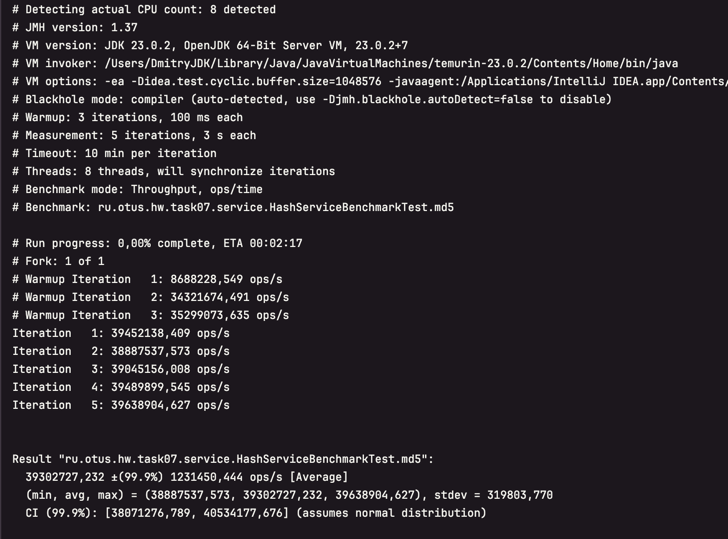 # Detecting actual CPU count: 8 detected
# JMH version: 1.37
# VM version: JDK 23.0.2, OpenJDK 64-Bit Server VM, 23.0.2+7
# VM invoker: /Users/DmitryJDK/Library/Java/JavaVirtualMachines/temurin-23.0.2/Contents/Home/bin/java
# VM options: -ea -Didea.test.cyclic.buffer.size=1048576 -javaagent:/Applications/IntelliJ IDEA.app/Contents/
# Blackhole mode: compiler (auto-detected, use -Djmh.blackhole.autoDetect=false to disable)
# Warmup: 3 iterations, 100 ms each
# Measurement: 5 iterations, 3 s each
# Timeout: 10 min per iteration
# Threads: 8 threads, will synchronize iterations
# Benchmark mode: Throughput, ops/time
# Benchmark: ru.otus.hw.task07.service.HashServiceBenchmarkTest.md5
# Run progress: 0,00% complete, ETA 00:02:17
# Fork: 1 of 1
# Warmup Iteration   1: 8688228,549 ops/s
# Warmup Iteration   2: 34321674,491 ops/s
# Warmup Iteration   3: 35299073,635 ops/s
Iteration   1: 39452138,409 ops/s
Iteration   2: 38887537,573 ops/s
Iteration   3: 39045156,008 ops/s
Iteration   4: 39489899,545 ops/s
Iteration   5: 39638904,627 ops/s
Result "ru.otus.hw.task07.service.HashServiceBenchmarkTest.md5":
39302727,232 ±(99.9%) 1231450,444 ops/s [Average]
(min, avg, max) = (38887537,573, 39302727,232, 39638904,627), stdev = 319803,770
CI (99.9%): [38071276,789, 40534177,676] (assumes normal distribution)